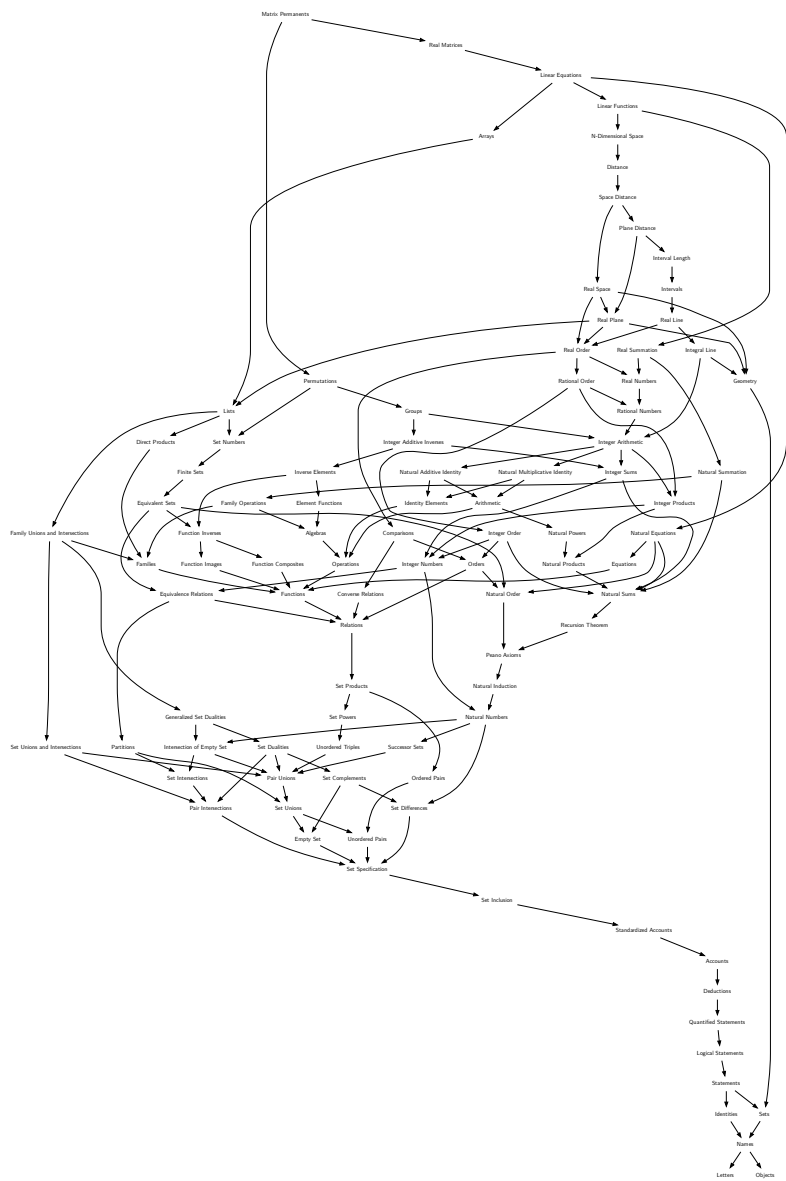 Matrix Permanents
Real Matrices
Linear Equations
Linear Functions
Arrays
N-Dimensional Space
Distance
Space Distance
Plane Distance
Interval Length
Real Space
Intervals
Real Plane
Real Line
Real Order
Real Summation
Integral Line
Permutations
Rational Order
Real Numbers
Geometry
Lists
Groups
Rational Numbers
Direct Products
Set Numbers
Integer Additive Inverses
Integer Arithmetic
Finite Sets
Inverse Elements
Natural Additive Identity
Natural Multiplicative Identity
Integer Sums
Natural Summation
Equivalent Sets
Family Operations
Element Functions
Identity Elements
Arithmetic
Integer Products
Family Unions and Intersections
Function Inverses
Algebras
Comparisons
Integer Order
Natural Powers
Natural Equations
Families
Function Images
Function Composites
Operations
Integer Numbers
Orders
Natural Products
Equations
Equivalence Relations
Functions
Converse Relations
Natural Order
Natural Sums
Relations
Recursion Theorem
Peano Axioms
Set Products
Natural Induction
Generalized Set Dualities
Set Powers
Natural Numbers
Set Unions and Intersections
Partitions
Intersection of Empty Set
Set Dualities
Unordered Triples
Successor Sets
Set Intersections
Pair Unions
Set Complements
Ordered Pairs
Pair Intersections
Set Unions
Set Differences
Empty Set
Unordered Pairs
Set Specification
Set Inclusion
Standardized Accounts
Accounts
Deductions
Quantified Statements
Logical Statements
Statements
Identities
Sets
Names
Letters
Objects